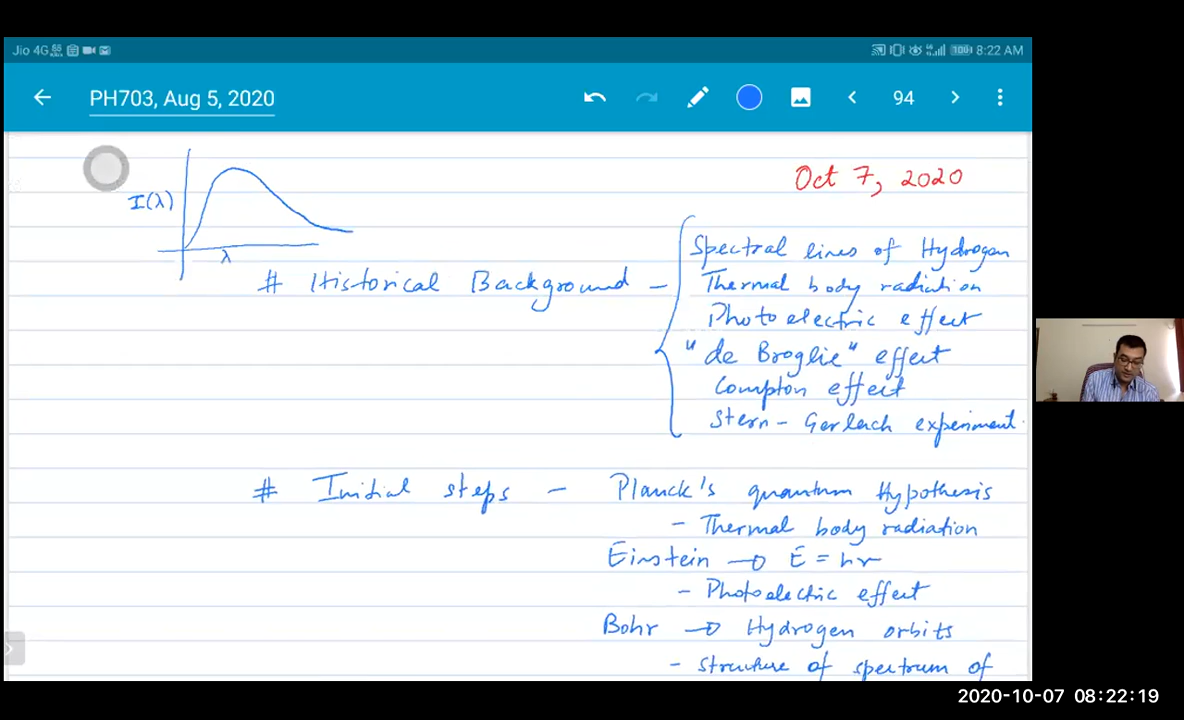 Jio 4G
8:22 AM
PH703, Aug 5, 2020
94
Oct 7, 2020
I(λ)
λ
# Historical Background -
Spectral lines of Hydrogen
Thermal body radiation
Photoelectric effect
"de Broglie" effect
Compton effect
Stern - Gerlach experiment.
# Initial steps - Planck's quantum Hypothesis
- Thermal body radiation
Einstein → E = hν
- Photoelectric effect
Bohr → Hydrogen orbits
- Structure of spectrum of
2020-10-07 08:22:19